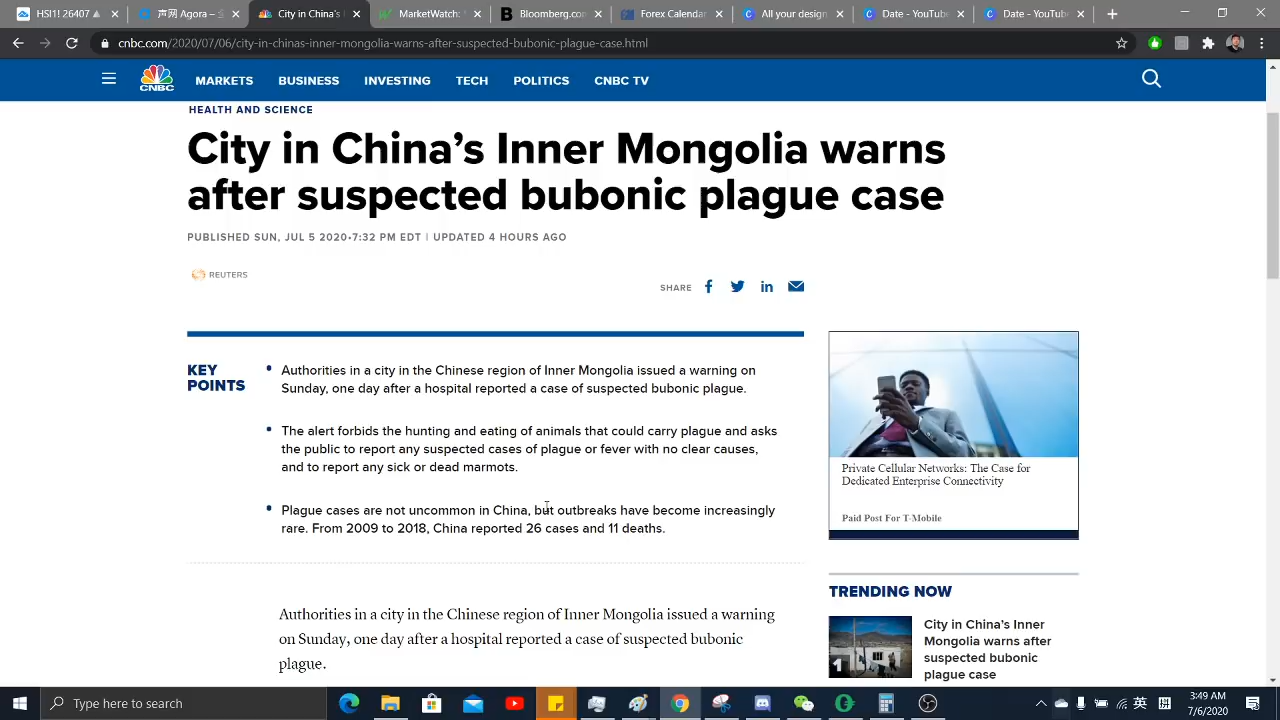 HSI1! 26401
City in China's
MarketWatch: S
Bloomberg - Are
Forex Calendar
All your design
Date - YouTube
Date - YouTube
cnbc.com/2020/07/06/city-in-chinas-inner-mongolia-warns-after-suspected-bubonic-plague-case.html
CNBC
MARKETS
BUSINESS
INVESTING
TECH
POLITICS
CNBC TV
HEALTH AND SCIENCE
City in China's Inner Mongolia warns
after suspected bubonic plague case
PUBLISHED SUN, JUL 5 2020•7:32 PM EDT | UPDATED 4 HOURS AGO
REUTERS
SHARE
KEY
POINTS
Authorities in a city in the Chinese region of Inner Mongolia issued a warning on
Sunday, one day after a hospital reported a case of suspected bubonic plague.
The alert forbids the hunting and eating of animals that could carry plague and asks
the public to report any suspected cases of plague or fever with no clear causes,
and to report any sick or dead marmots.
Plague cases are not uncommon in China, but outbreaks have become increasingly
rare. From 2009 to 2018, China reported 26 cases and 11 deaths.
Authorities in a city in the Chinese region of Inner Mongolia issued a warning
on Sunday, one day after a hospital reported a case of suspected bubonic
plague.
Private Cellular Networks: The Case for
Dedicated Enterprise Connectivity
Paid Post For T-Mobile
TRENDING NOW
1
City in China's Inner
Mongolia warns after
suspected bubonic
plague case
Type here to search
英
拼
3:49 AM
7/6/2020